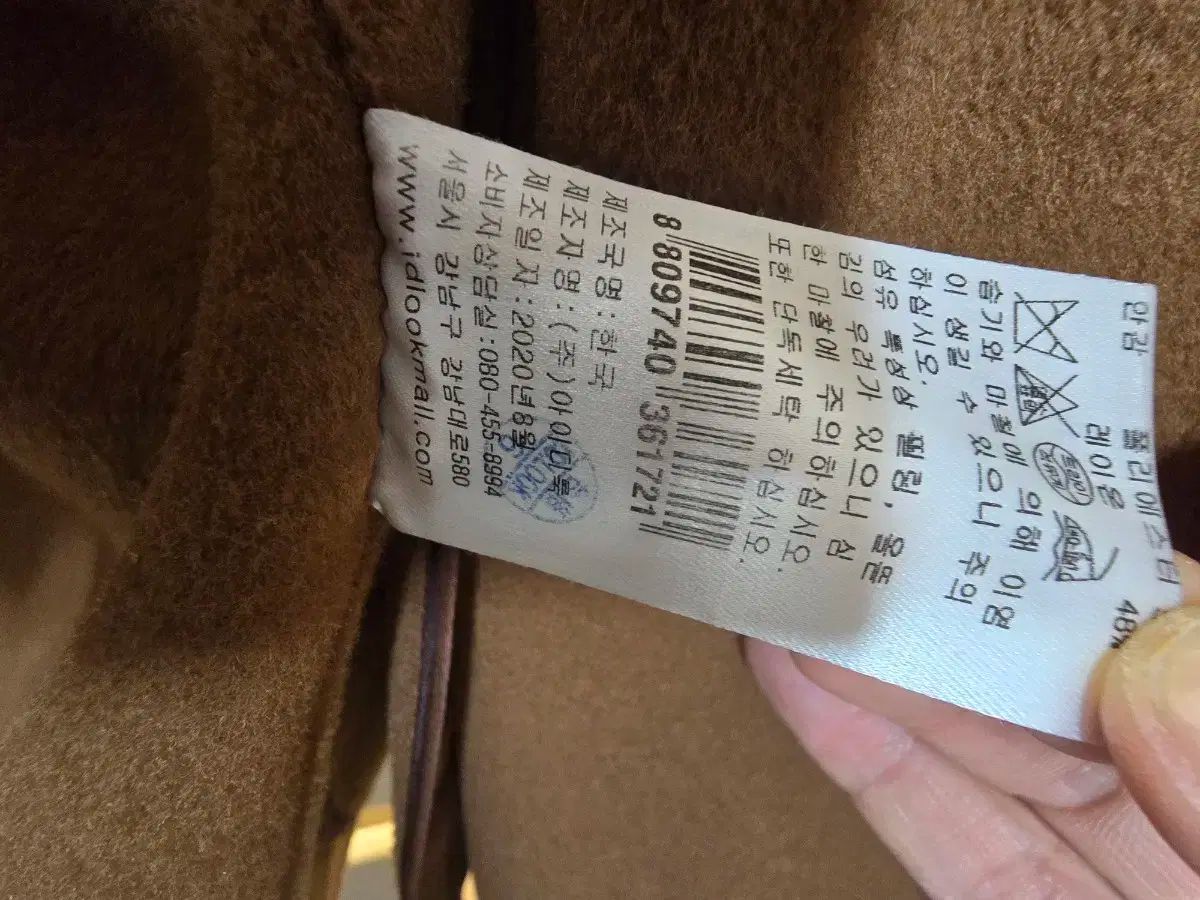 안감 폴리에스터
레이온 48%
드라이
습기와 마찰에 의해 이염
이 생길 수 있으니 주의
하십시오.
섬유 특성상 필링, 올뜯
김의 우려가 있으니 심
한 마찰에 주의하십시오.
또한 단독세탁 하십시오.
8 809740 361721
제조국명:한국
제조자명:(주)아이디룩
제조일자:2020년8월
소비자상담실:080-455-8994
서울시 강남구 강남대로580
www.idlookmall.com